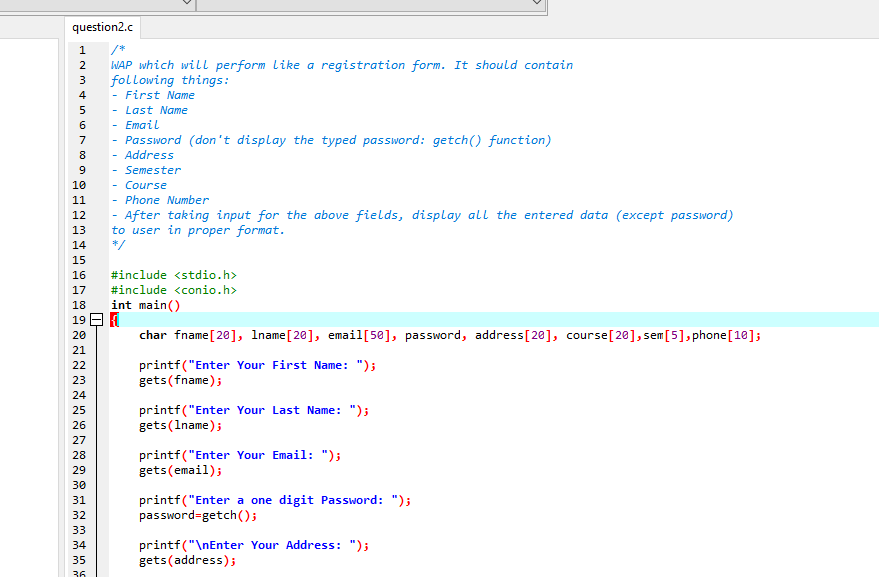 question2.c
1 /*
2 WAP which will perform like a registration form. It should contain
3 following things:
4 - First Name
5 - Last Name
6 - Email
7 - Password (don't display the typed password: getch() function)
8 - Address
9 - Semester
10 - Course
11 - Phone Number
12 - After taking input for the above fields, display all the entered data (except password)
13 to user in proper format.
14 */
15
16 #include <stdio.h>
17 #include <conio.h>
18 int main()
19 {
20 char fname[20], lname[20], email[50], password, address[20], course[20],sem[5],phone[10];
21
22 printf("Enter Your First Name: ");
23 gets(fname);
24
25 printf("Enter Your Last Name: ");
26 gets(lname);
27
28 printf("Enter Your Email: ");
29 gets(email);
30
31 printf("Enter a one digit Password: ");
32 password=getch();
33
34 printf("\nEnter Your Address: ");
35 gets(address);
36